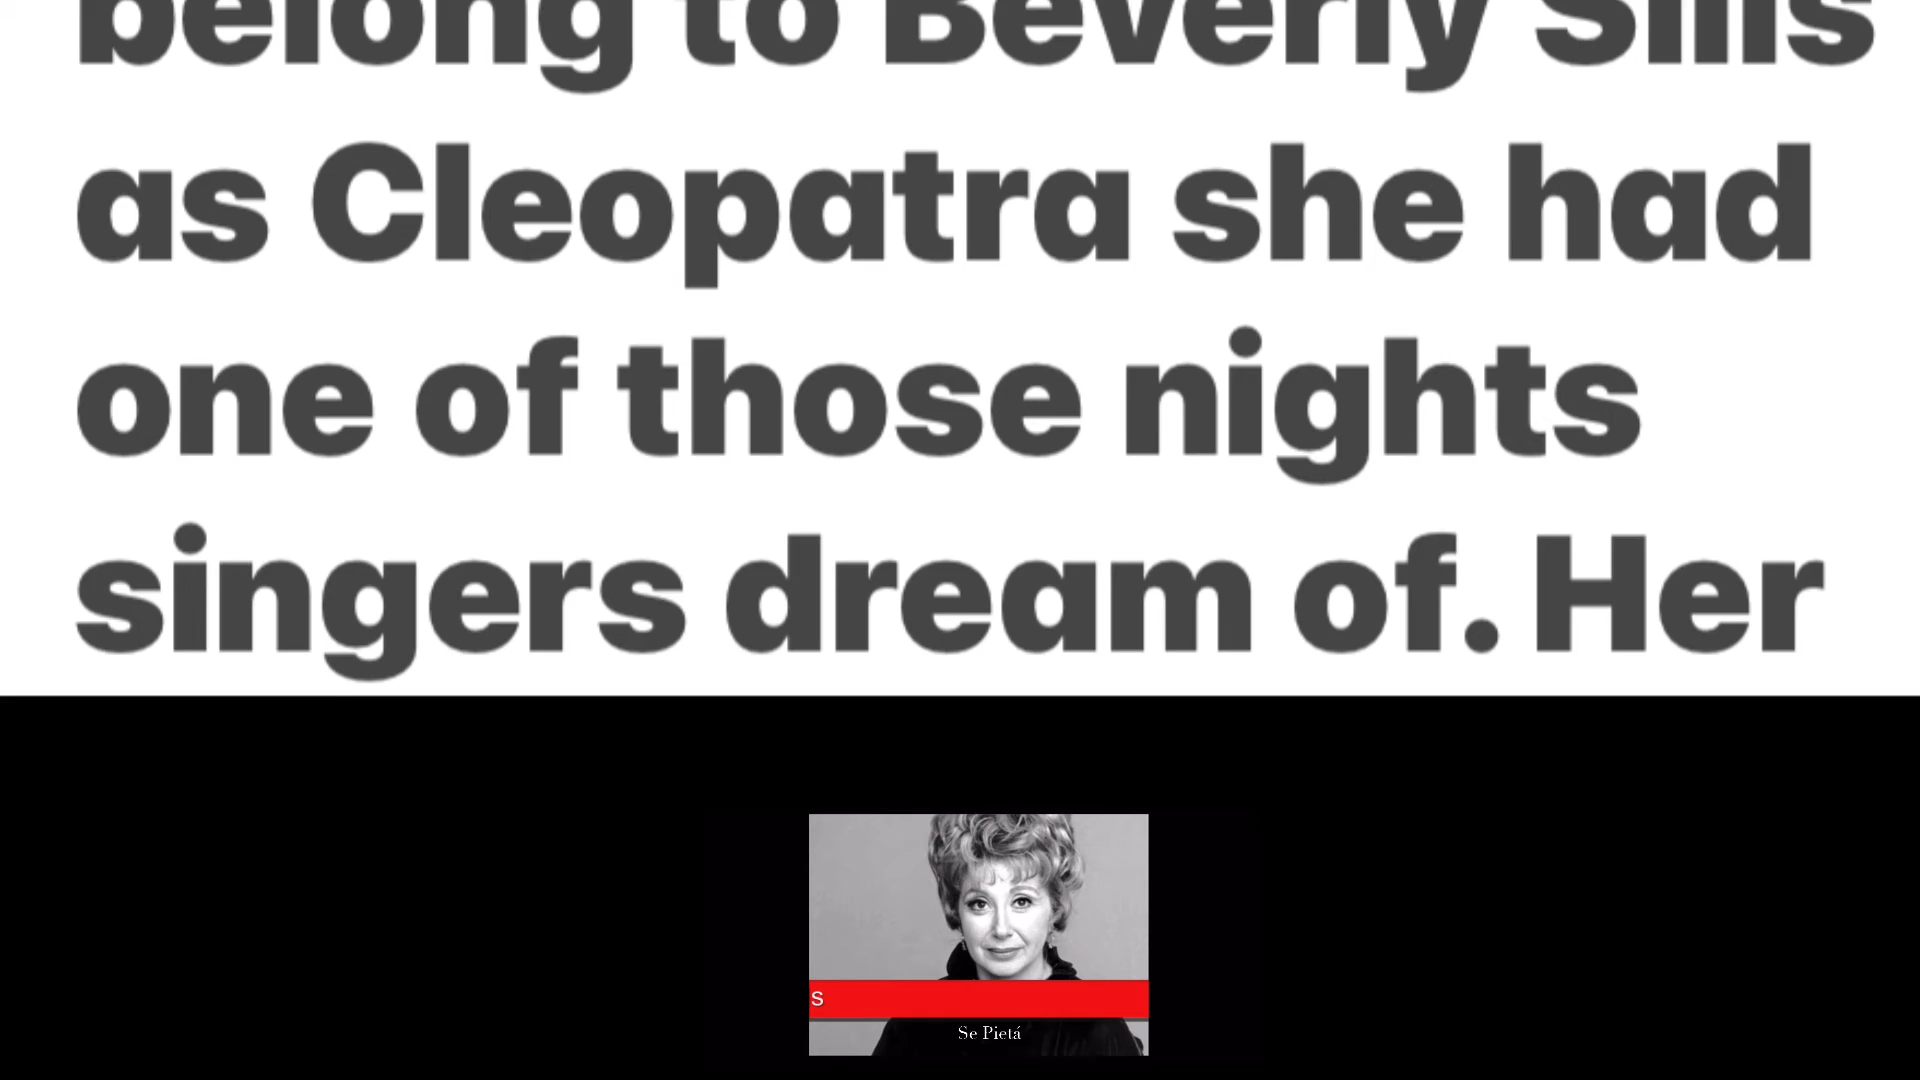 belong to Beverly Sills
as Cleopatra she had
one of those nights
singers dream of. Her
S
Se Pietá